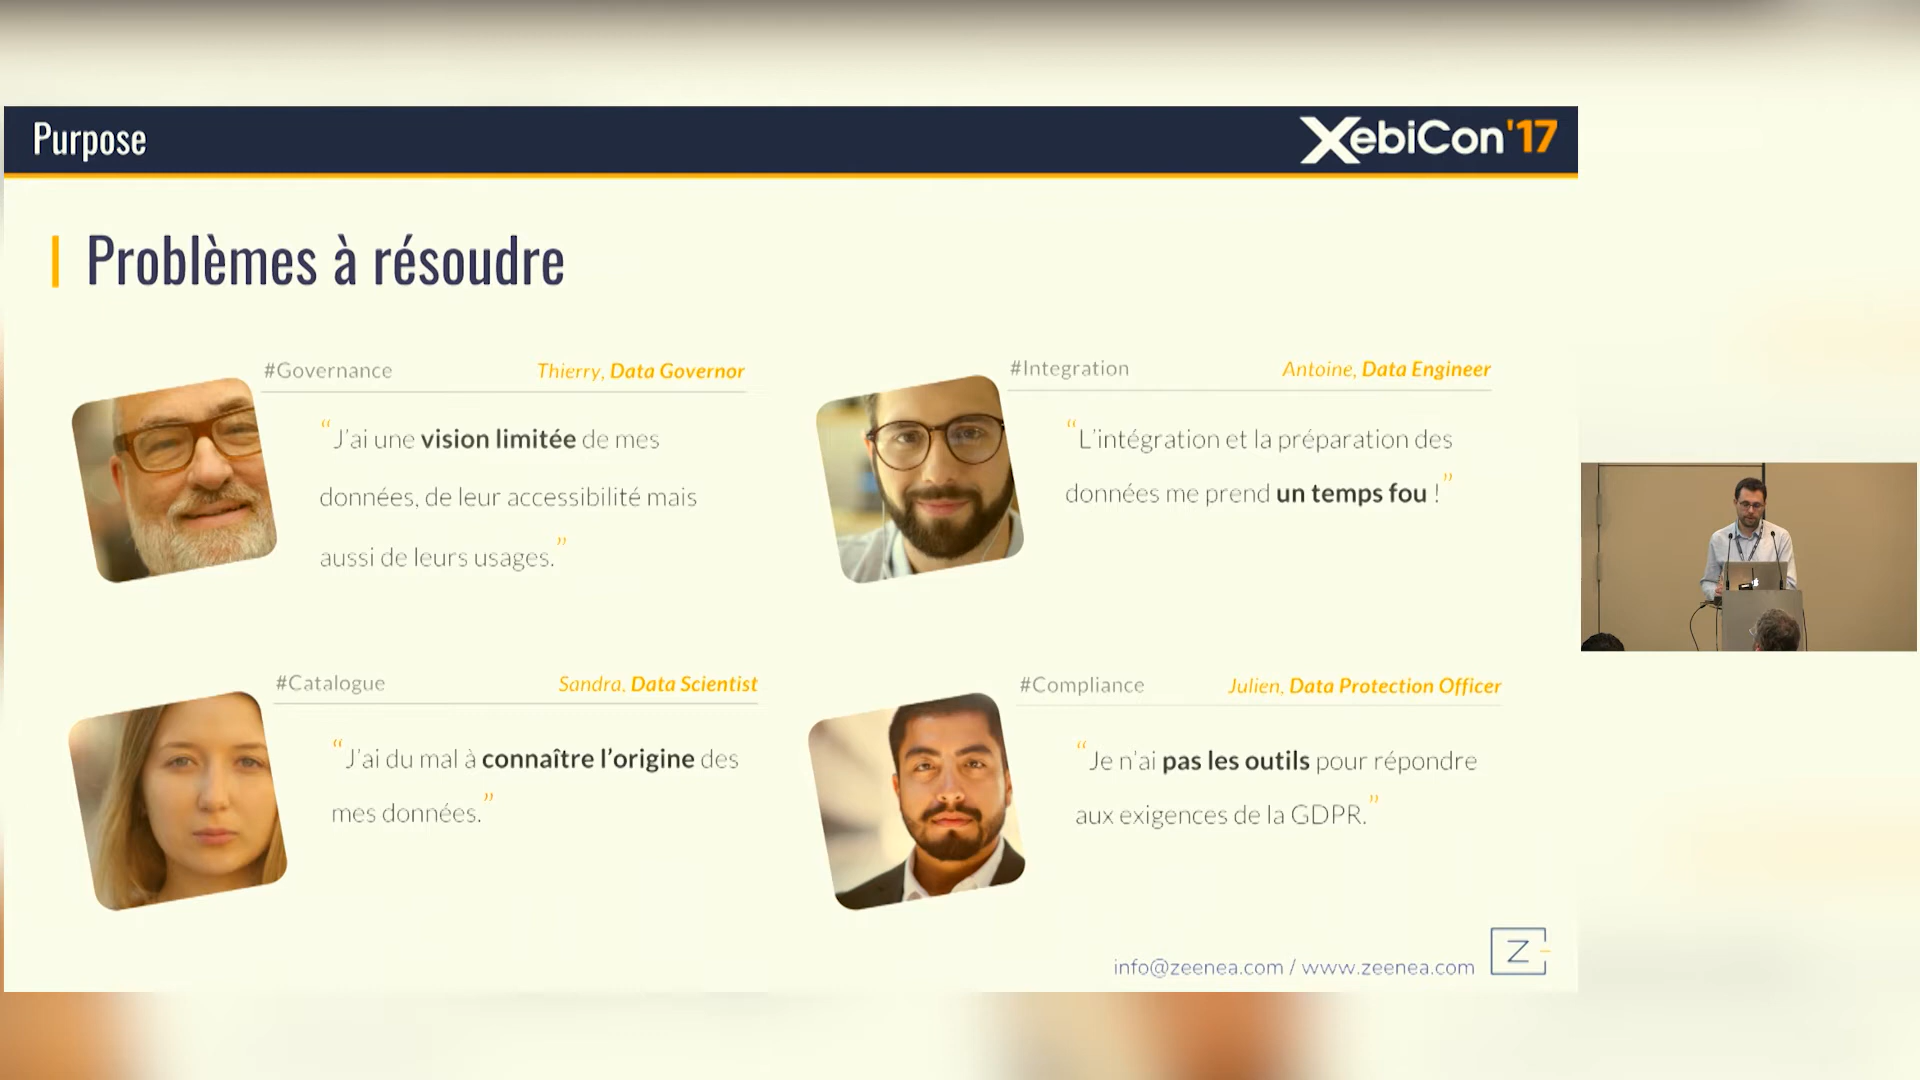 Purpose
XebiCon'17
Problèmes à résoudre
#Governance
Thierry, Data Governor
“J’ai une vision limitée de mes
données, de leur accessibilité mais
aussi de leurs usages.”
#Integration
Antoine, Data Engineer
“L’intégration et la préparation des
données me prend un temps fou !”
#Catalogue
Sandra, Data Scientist
“J’ai du mal à connaître l’origine des
mes données.”
#Compliance
Julien, Data Protection Officer
“Je n’ai pas les outils pour répondre
aux exigences de la GDPR.”
info@zeenea.com / www.zeenea.com
Z